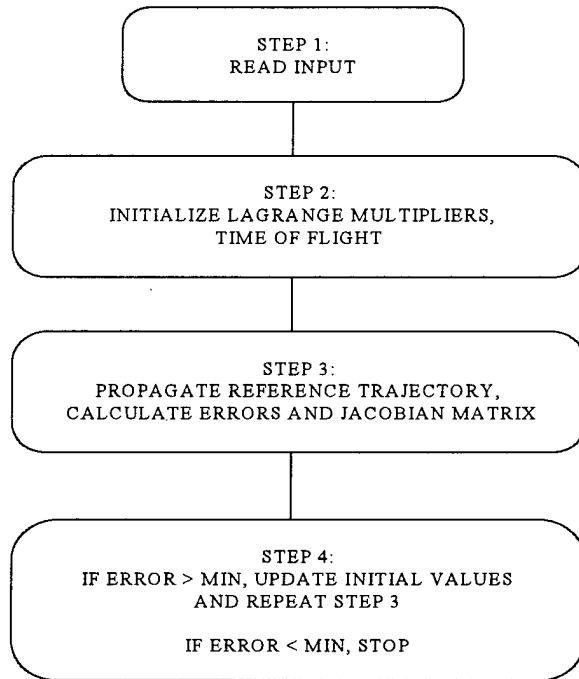 STEP 1:
READ INPUT
STEP 2:
INITIALIZE LAGRANGE MULTIPLIERS,
TIME OF FLIGHT
STEP 3:
PROPAGATE REFERENCE TRAJECTORY,
CALCULATE ERRORS AND JACOBIAN MATRIX
STEP 4:
IF ERROR > MIN, UPDATE INITIAL VALUES
AND REPEAT STEP 3
IF ERROR < MIN, STOP